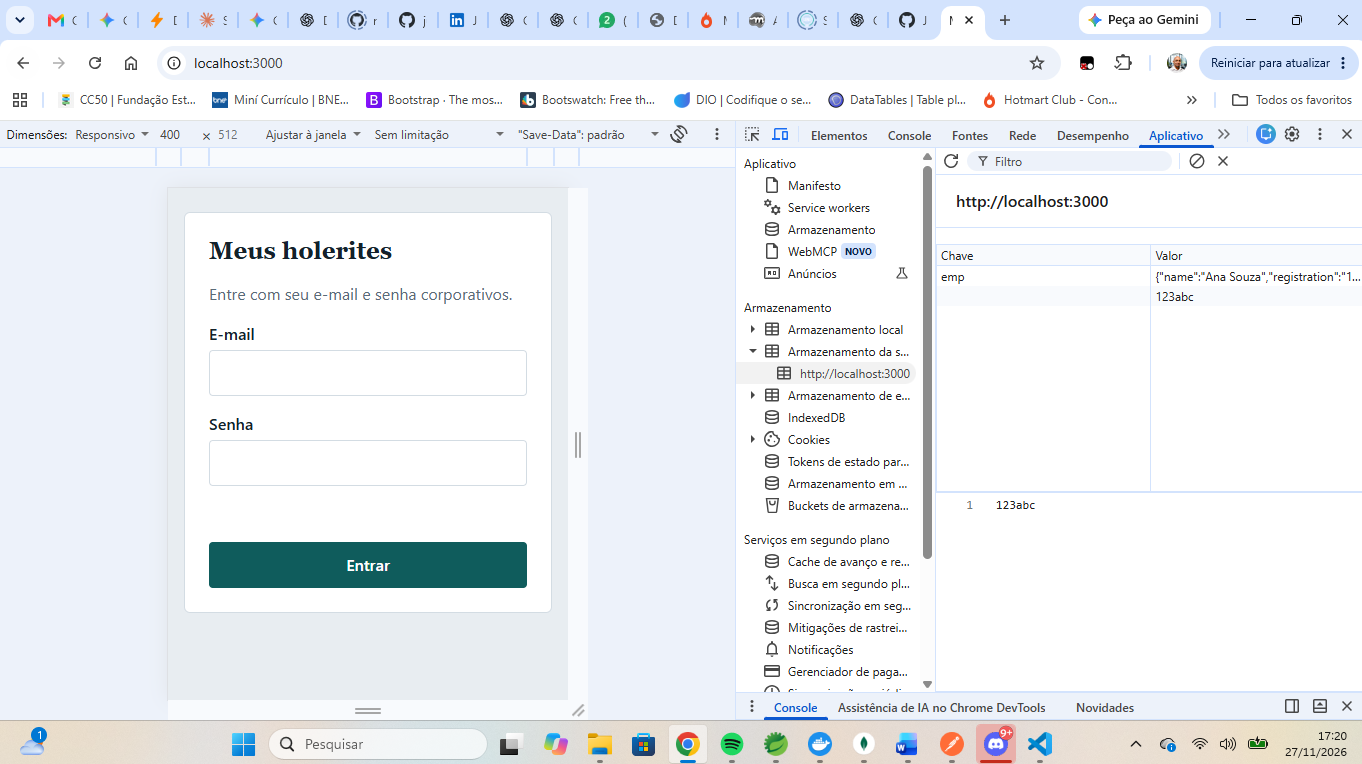 Peça ao Gemini
localhost:3000
Reiniciar para atualizar
CC50 | Fundação Est...
Miní Currículo | BNE...
Bootstrap · The mos...
Bootswatch: Free th...
DIO | Codifique o se...
DataTables | Table pl...
Hotmart Club - Con...
Todos os favoritos
Dimensões: Responsivo 400 × 512 Ajustar à janela Sem limitação "Save-Data": padrão
Elementos Console Fontes Rede Desempenho Aplicativo
Meus holerites
Entre com seu e-mail e senha corporativos.
E-mail
Senha
Entrar
Aplicativo
Manifesto
Service workers
Armazenamento
WebMCP NOVO
Anúncios
Armazenamento
Armazenamento local
Armazenamento da s...
http://localhost:3000
Armazenamento de e...
IndexedDB
Cookies
Tokens de estado par...
Armazenamento em ...
Buckets de armazena...
Serviços em segundo plano
Cache de avanço e re...
Busca em segundo pl...
Sincronização em seg...
Mitigações de rastrei...
Notificações
Gerenciador de paga...
Filtro
http://localhost:3000
Chave Valor
emp {"name":"Ana Souza","registration":"1...
123abc
1 123abc
Console Assistência de IA no Chrome DevTools Novidades
1
Pesquisar
9+
17:20
27/11/2026